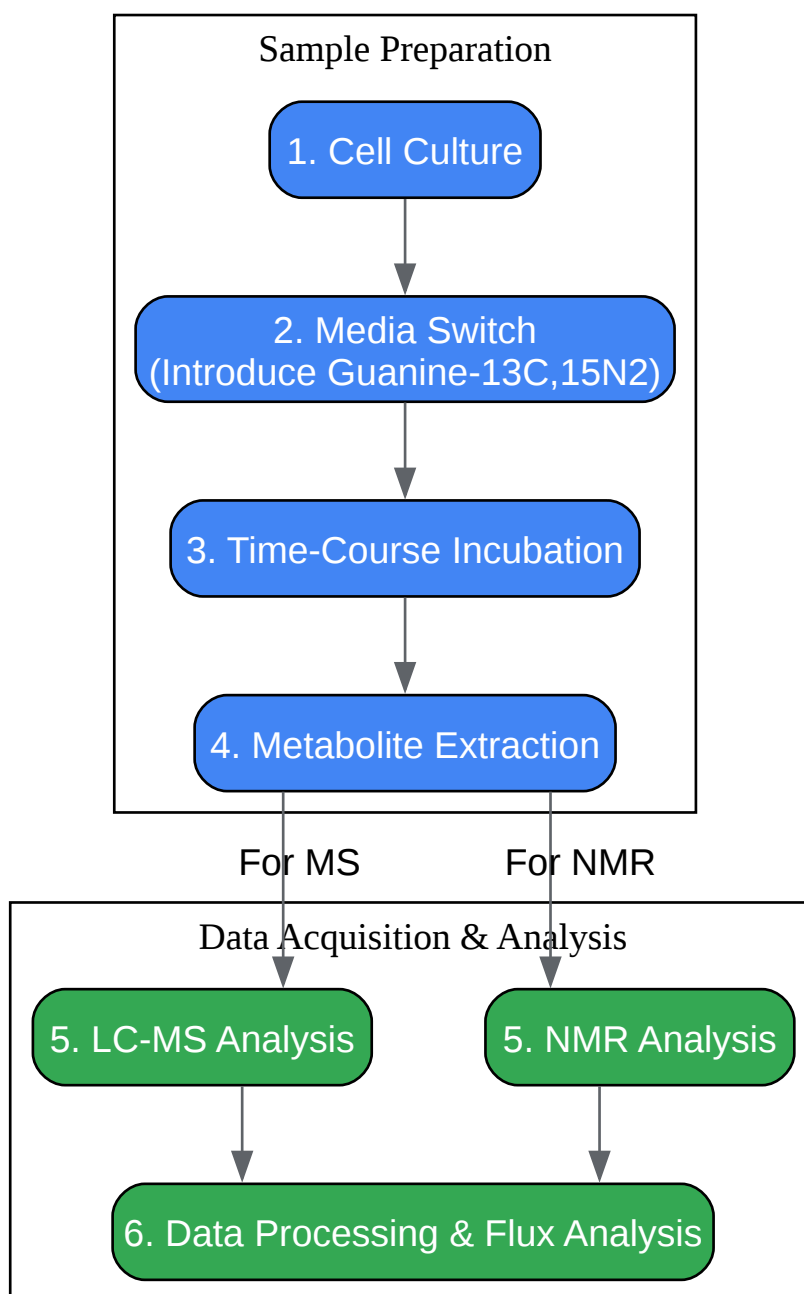 Sample Preparation
1. Cell Culture
2. Media Switch
(Introduce Guanine-13C,15N2)
3. Time-Course Incubation
4. Metabolite Extraction
For MS
For NMR
Data Acquisition & Analysis
5. LC-MS Analysis
5. NMR Analysis
6. Data Processing & Flux Analysis